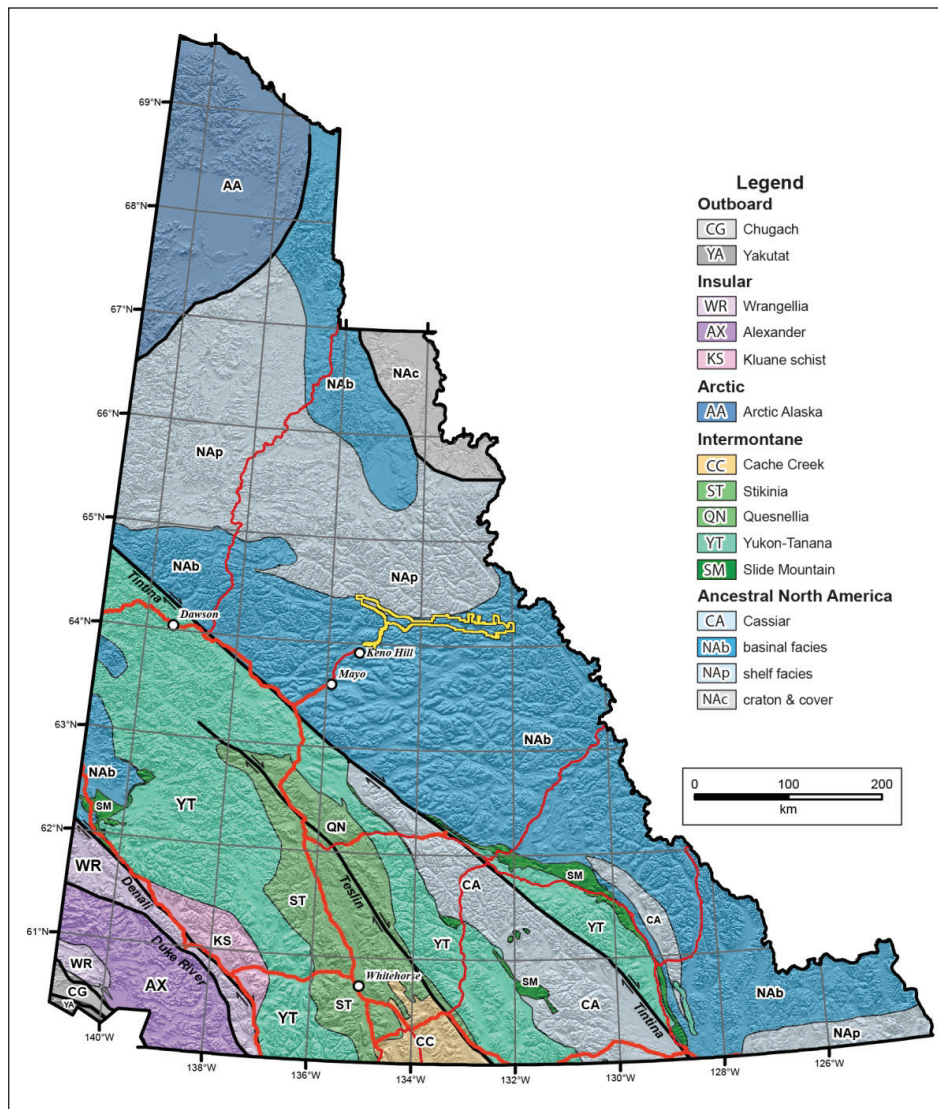 69°N
AA
68°N
67°N
NAb
NAc
66°N
NAp
65°N
NAb
NAp
Tintina
Dawson
64°N
Keno Hill
Mayo
63°N
NAb
NAb
SM
YT
62°N
QN
WR
SM
CA
ST
Teslin
Denali
YT
CA
61°N
KS
YT
Duke River
WR
SM
Whitehorse
AX
CG
ST
CA
NAb
YT
Tintina
YA
NAp
CC
140°W
138°W
136°W
134°W
132°W
130°W
128°W
126°W
Legend
Outboard
CG Chugach
YA Yakutat
Insular
WR Wrangellia
AX Alexander
KS Kluane schist
Arctic
AA Arctic Alaska
Intermontane
CC Cache Creek
ST Stikinia
QN Quesnellia
YT Yukon-Tanana
SM Slide Mountain
Ancestral North America
CA Cassiar
NAb basinal facies
NAp shelf facies
NAc craton & cover
0 100 200
km